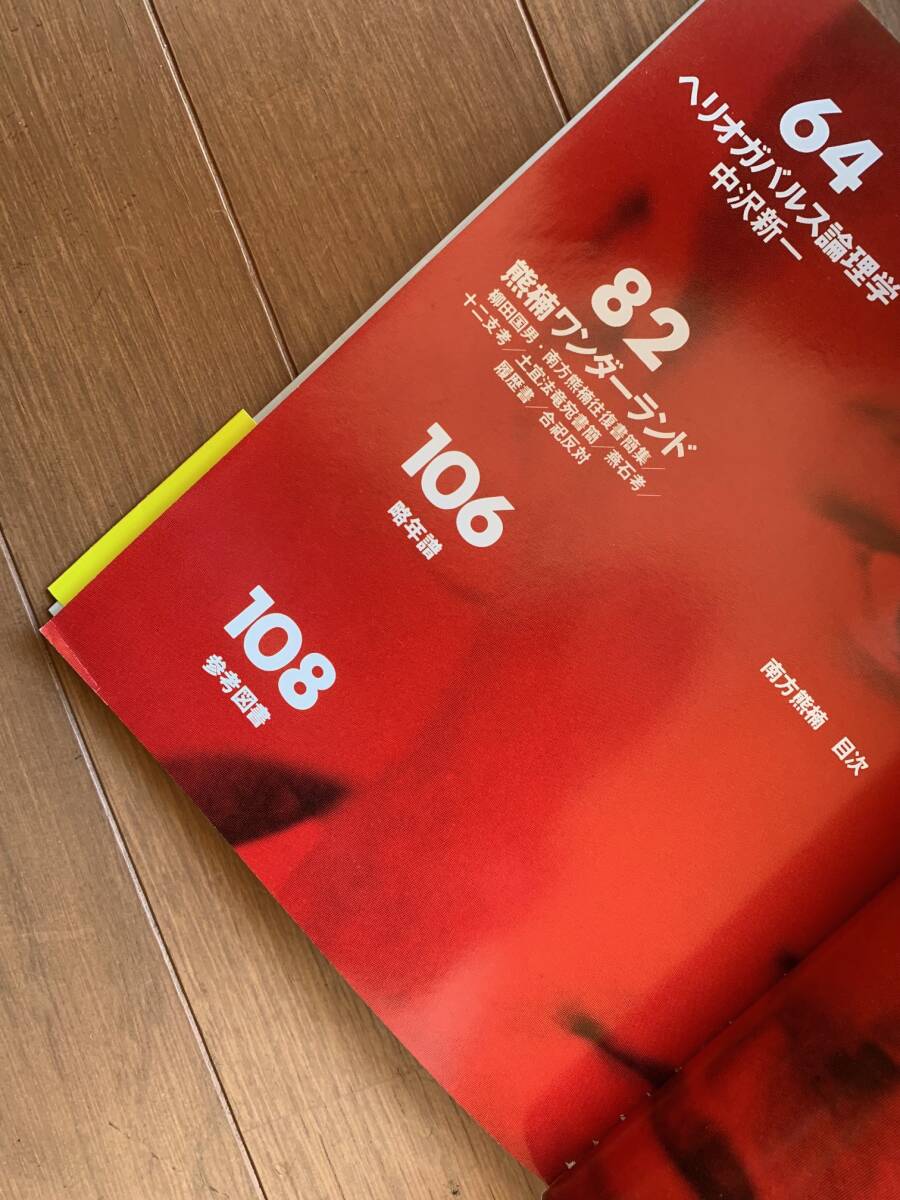 64
ヘリオガバルス論理学
中沢新一
82
熊楠ワンダーランド
柳田国男・南方熊楠往復書簡集／
十二支考／土宜法竜宛書簡／燕石考／
履歴書／合祀反対
106
略年譜
108
参考図書
南方熊楠 目次